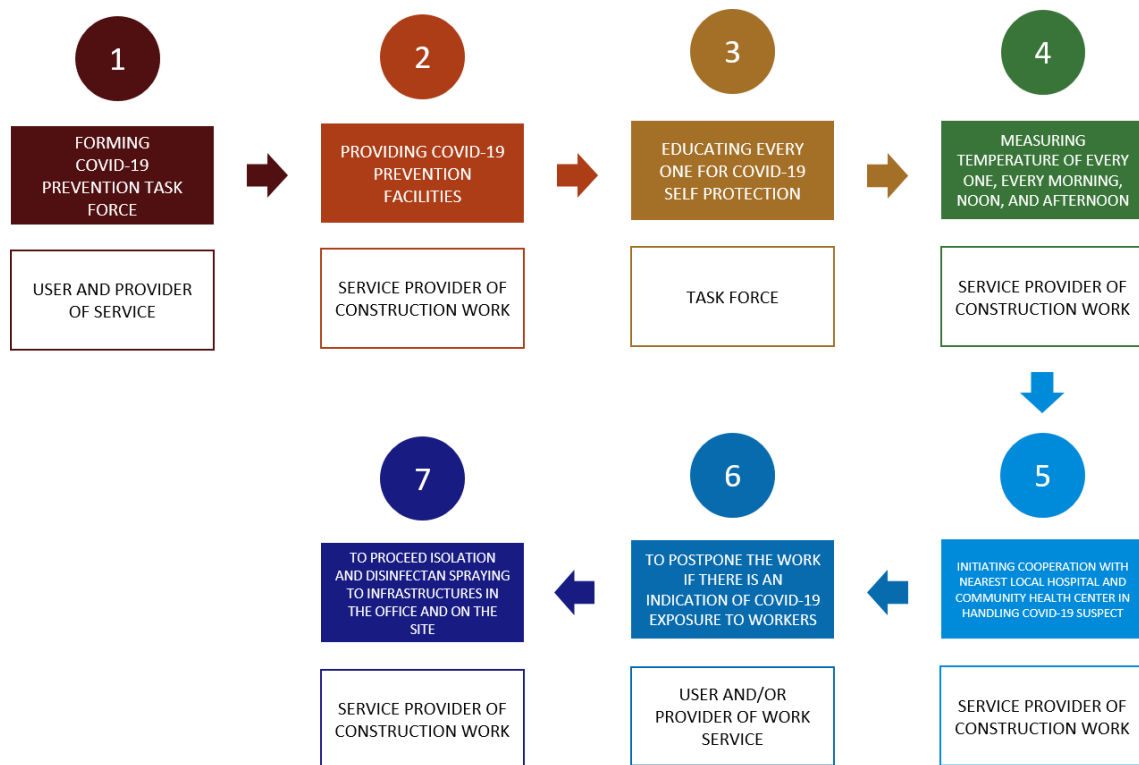 1
FORMING
COVID-19
PREVENTION TASK
FORCE
USER AND PROVIDER
OF SERVICE
2
PROVIDING COVID-19
PREVENTION
FACILITIES
SERVICE PROVIDER OF
CONSTRUCTION WORK
3
EDUCATING EVERY
ONE FOR COVID-19
SELF PROTECTION
TASK FORCE
4
MEASURING
TEMPERATURE OF EVERY
ONE, EVERY MORNING,
NOON, AND AFTERNOON
SERVICE PROVIDER OF
CONSTRUCTION WORK
5
INITIATING COOPERATION WITH
NEAREST LOCAL HOSPITAL AND
COMMUNITY HEALTH CENTER IN
HANDLING COVID-19 SUSPECT
SERVICE PROVIDER OF
CONSTRUCTION WORK
6
TO POSTPONE THE WORK
IF THERE IS AN
INDICATION OF COVID-19
EXPOSURE TO WORKERS
USER AND/OR
PROVIDER OF WORK
SERVICE
7
TO PROCEED ISOLATION
AND DISINFECTAN SPRAYING
TO INFRASTRUCTURES IN
THE OFFICE AND ON THE
SITE
SERVICE PROVIDER OF
CONSTRUCTION WORK